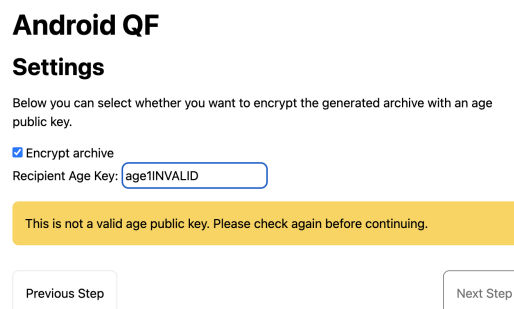 Android QF
Settings
Below you can select whether you want to encrypt the generated archive with an age
public key.
Encrypt archive
Recipient Age Key: age1INVALID
This is not a valid age public key. Please check again before continuing.
Previous Step
Next Step